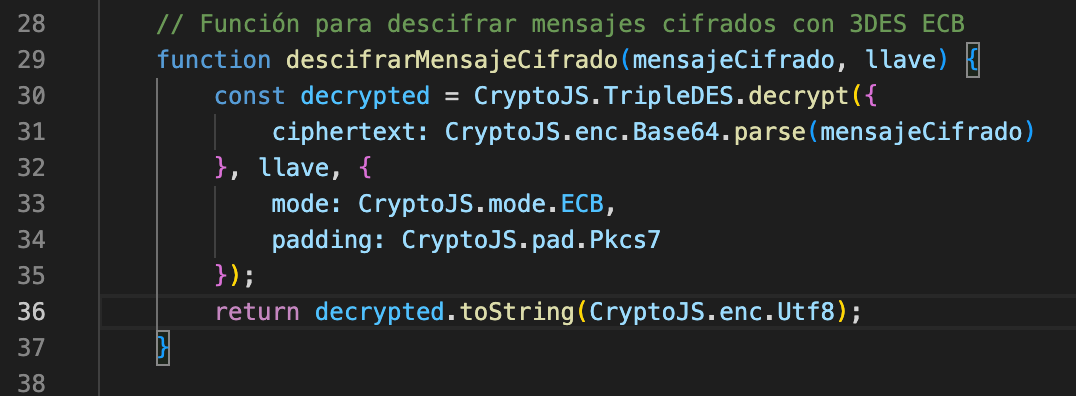 28 // Función para descifrar mensajes cifrados con 3DES ECB
29 function descifrarMensajeCifrado(mensajeCifrado, llave) {
30 const decrypted = CryptoJS.TripleDES.decrypt({
31 ciphertext: CryptoJS.enc.Base64.parse(mensajeCifrado)
32 }, llave, {
33 mode: CryptoJS.mode.ECB,
34 padding: CryptoJS.pad.Pkcs7
35 });
36 return decrypted.toString(CryptoJS.enc.Utf8);
37 }
38